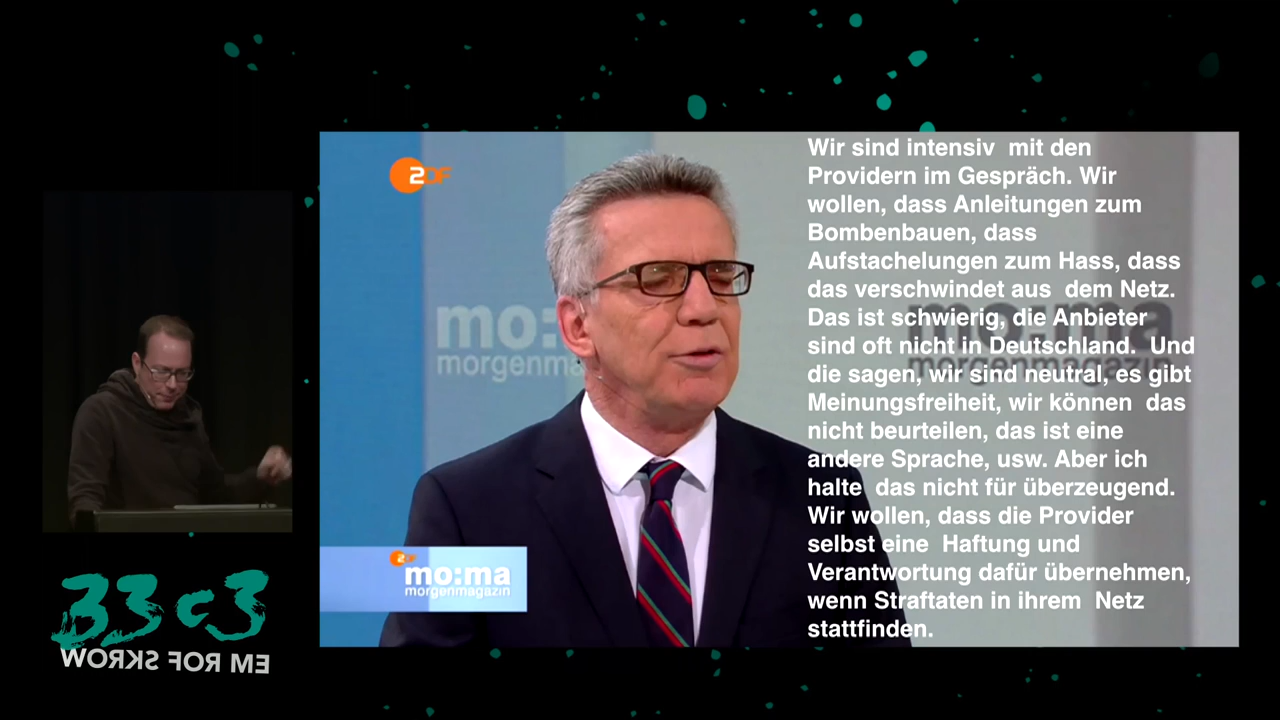 Wir sind intensiv mit den
Providern im Gespräch. Wir
wollen, dass Anleitungen zum
Bombenbauen, dass
Aufstachelungen zum Hass, dass
das verschwindet aus dem Netz.
Das ist schwierig, die Anbieter
sind oft nicht in Deutschland. Und
die sagen, wir sind neutral, es gibt
Meinungsfreiheit, wir können das
nicht beurteilen, das ist eine
andere Sprache, usw. Aber ich
halte das nicht für überzeugend.
Wir wollen, dass die Provider
selbst eine Haftung und
Verantwortung dafür übernehmen,
wenn Straftaten in ihrem Netz
stattfinden.
ZDF
mo:
morgenma
mo:ma
morgenmagazin
ZDF
mo:ma
morgenmagazin
33c3
WORKS FOR ME